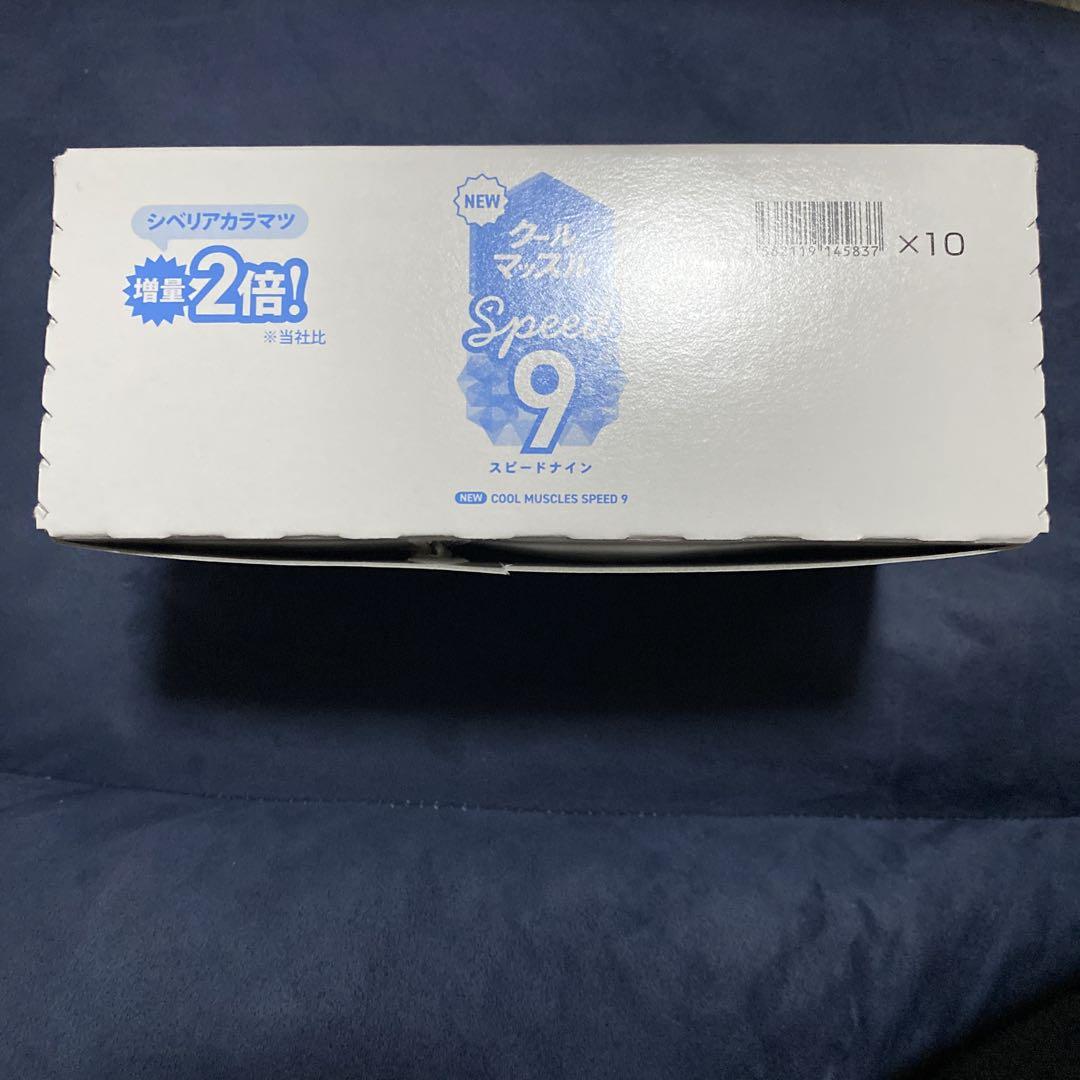 シベリアカラマツ
増量2倍!
※当社比
NEW
クール
マッスル
Speed
9
スピードナイン
NEW COOL MUSCLES SPEED 9
562119 145837
×10